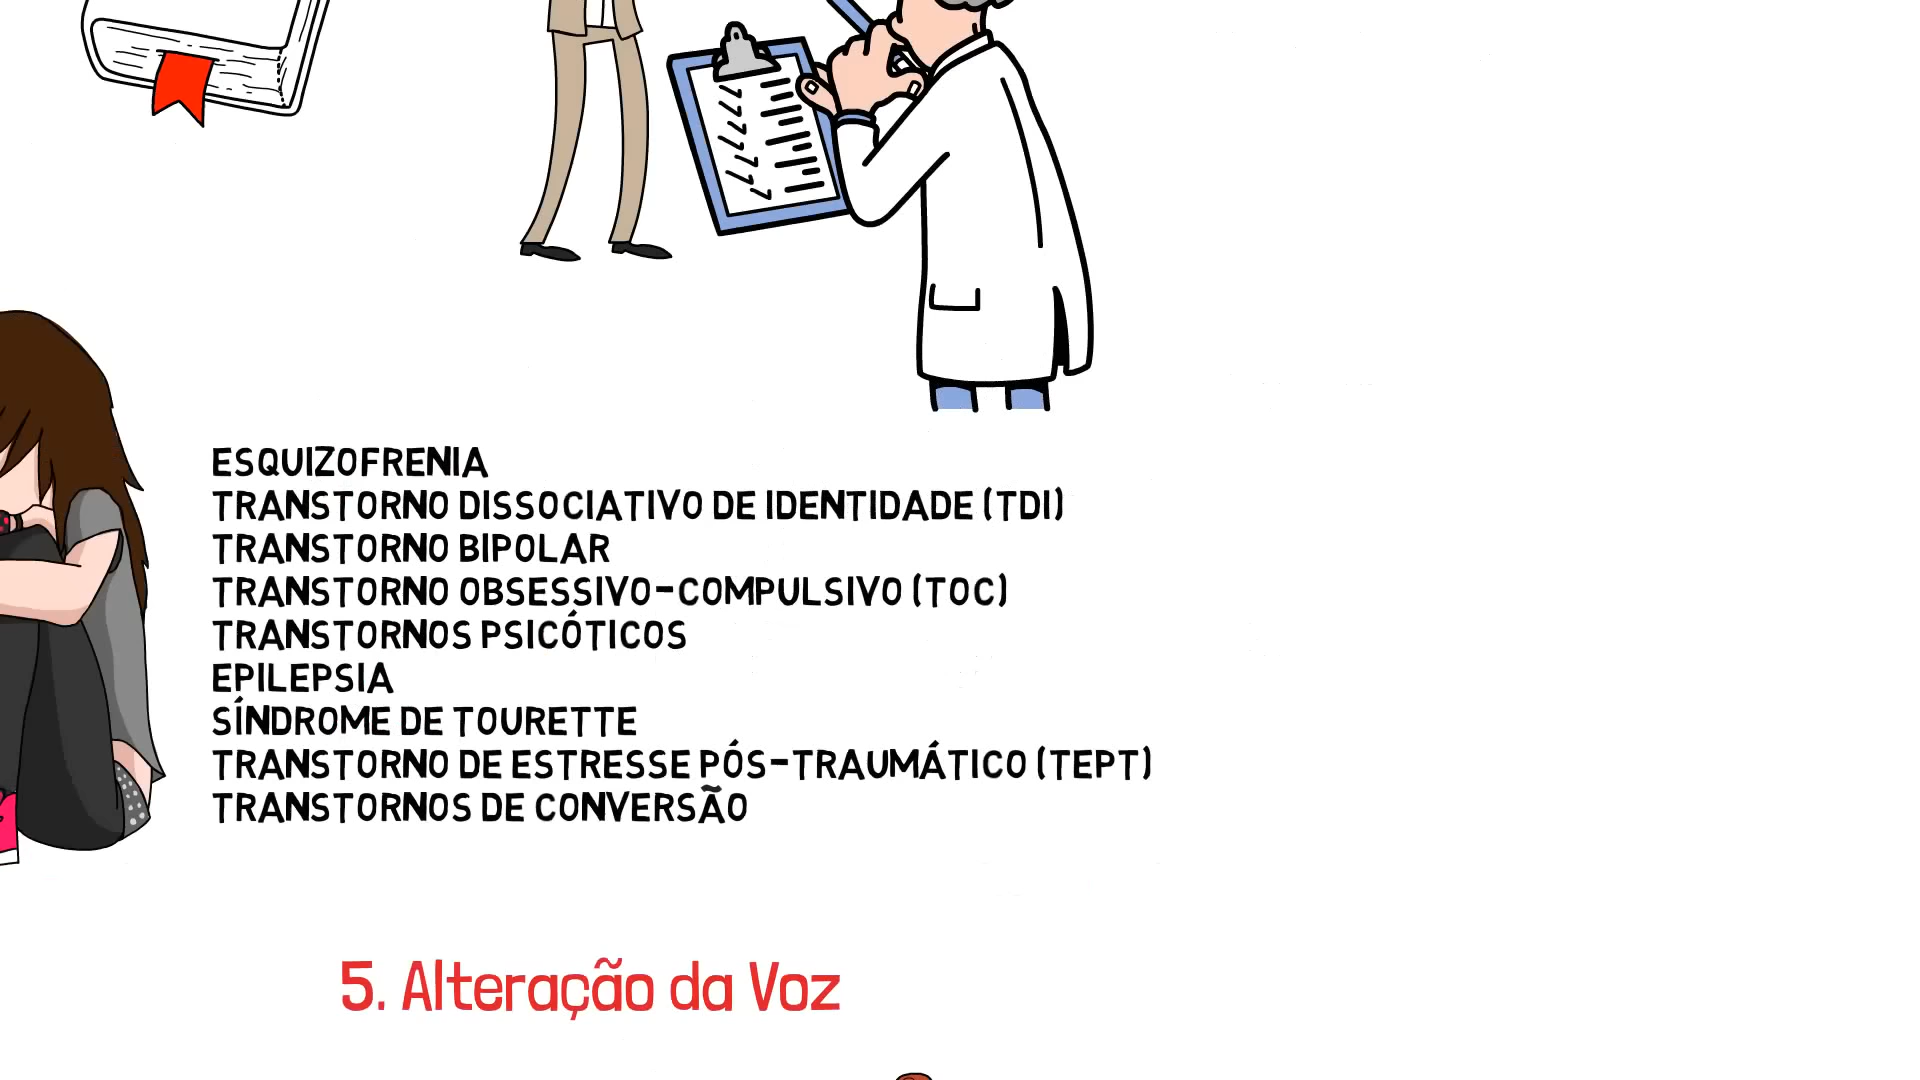 ESQUIZOFRENIA
TRANSTORNO DISSOCIATIVO DE IDENTIDADE (TDI)
TRANSTORNO BIPOLAR
TRANSTORNO OBSESSIVO-COMPULSIVO (TOC)
TRANSTORNOS PSICÓTICOS
EPILEPSIA
SÍNDROME DE TOURETTE
TRANSTORNO DE ESTRESSE PÓS-TRAUMÁTICO (TEPT)
TRANSTORNOS DE CONVERSÃO
5. Alteração da Voz